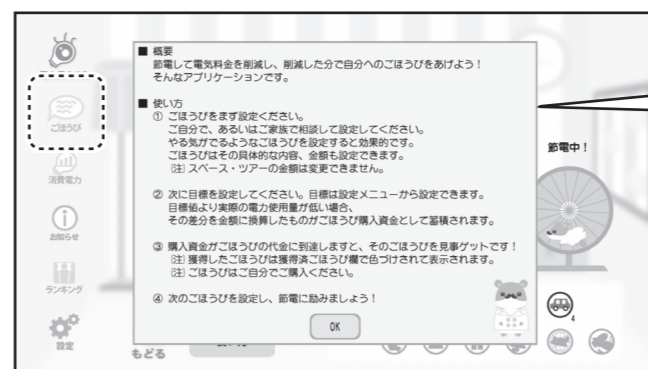 ■ 概要
節電して電気料金を削減し、削減した分で自分へのごほうびをあげよう！
そんなアプリケーションです。
■ 使い方
① ごほうびをまず設定ください。
ご自分で、あるいはご家族で相談して設定してください。
やる気がでるようなごほうびを設定すると効果的です。
ごほうびはその具体的な内容、金額も設定できます。
㊟ スペース・ツアーの金額は変更できません。
② 次に目標を設定してください。目標は設定メニューから設定できます。
目標値より実際の電力使用量が低い場合、
その差分を金額に換算したものがごほうび購入資金として蓄積されます。
③ 購入資金がごほうびの代金に到達しますと、そのごほうびを見事ゲットです！
㊟ 獲得したごほうびは獲得済ごほうび欄で色づけされて表示されます。
㊟ ごほうびはご自分でご購入ください。
④ 次のごほうびを設定し、節電に励みましょう！
OK
ごほうび
消費電力
お知らせ
ランキング
設定
もどる
節電中！
4